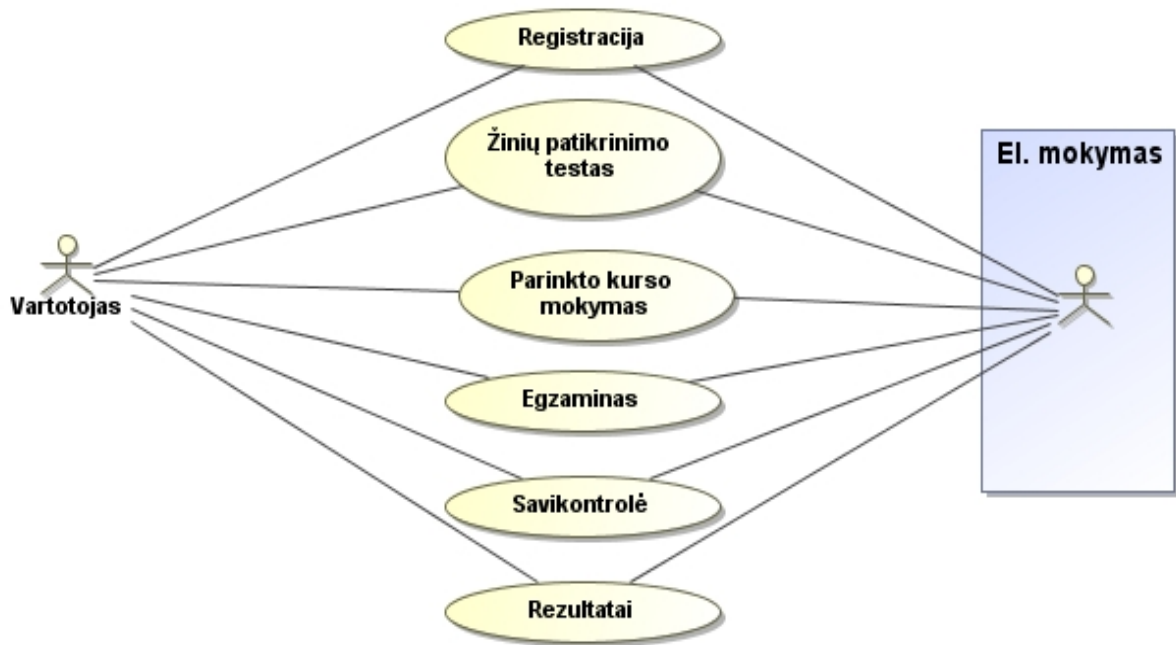 Registracija
Žinių patikrinimo
testas
El. mokymas
Parinkto kurso
mokymas
Vartotojas
Egzaminas
Savikontrolė
Rezultatai